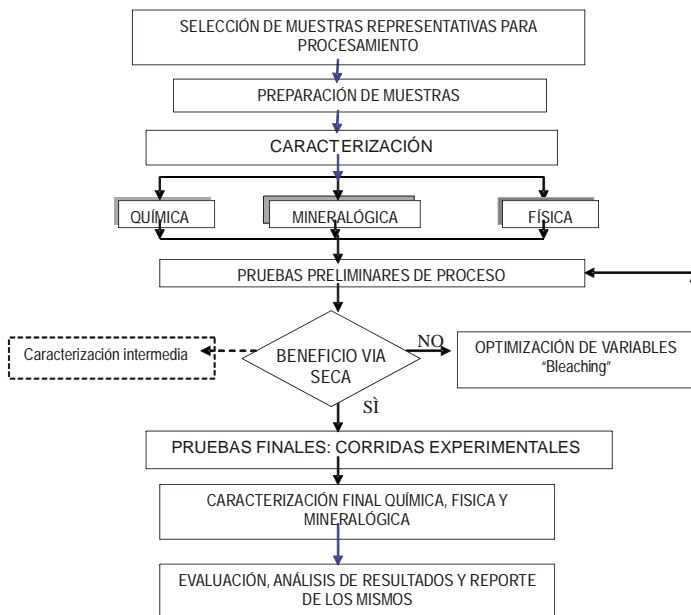 SELECCIÓN DE MUESTRAS REPRESENTATIVAS PARA
PROCESAMIENTO
PREPARACIÓN DE MUESTRAS
CARACTERIZACIÓN
QUÍMICA
MINERALÓGICA
FÍSICA
PRUEBAS PRELIMINARES DE PROCESO
Caracterización intermedia
BENEFICIO VIA
SECA
NO
OPTIMIZACIÓN DE VARIABLES
“Bleaching”
SÌ
PRUEBAS FINALES: CORRIDAS EXPERIMENTALES
CARACTERIZACIÓN FINAL QUÍMICA, FISICA Y
MINERALÓGICA
EVALUACIÓN, ANÁLISIS DE RESULTADOS Y REPORTE
DE LOS MISMOS